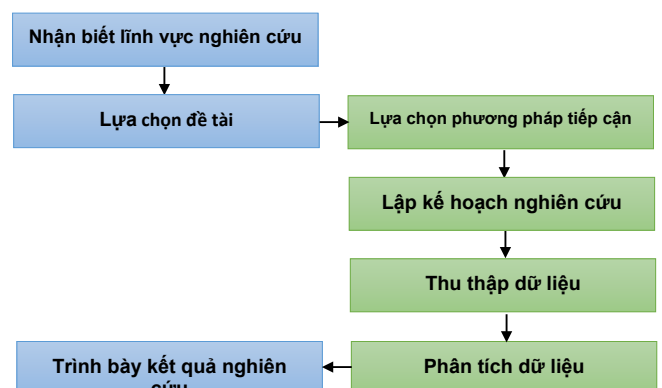 Nhận biết lĩnh vực nghiên cứu
Lựa chọn đề tài
Lựa chọn phương pháp tiếp cận
Lập kế hoạch nghiên cứu
Thu thập dữ liệu
Phân tích dữ liệu
Trình bày kết quả nghiên
cứu